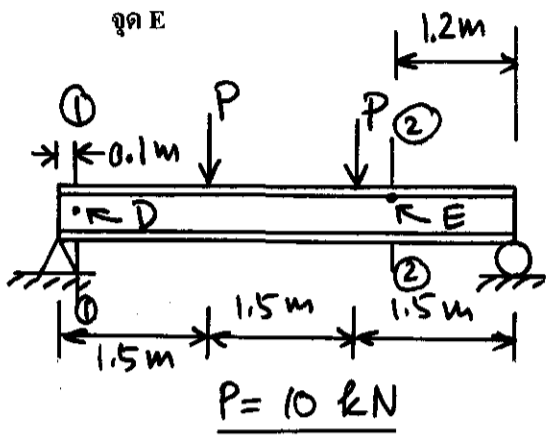 จุด E
1.2m
① P P ②
0.1m
D E
① ②
1.5m 1.5m 1.5m
P = 10 kN